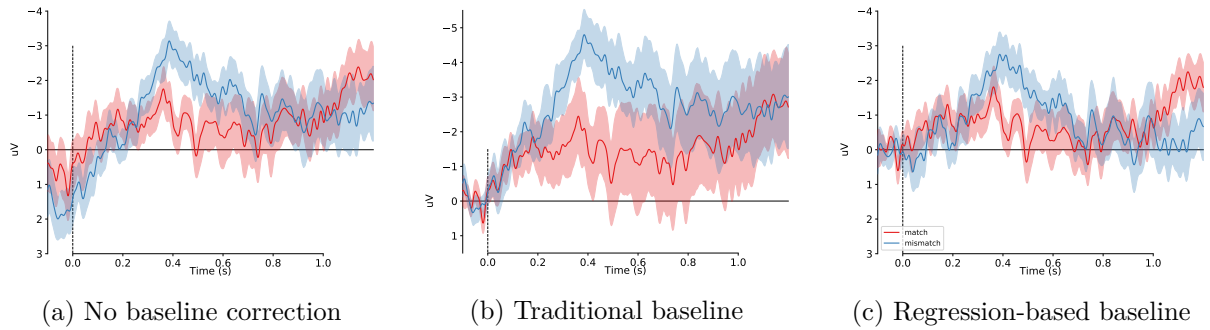 −4
−3
−2
−1
0
1
2
3
uV
0.0 0.2 0.4 0.6 0.8 1.0
Time (s)
(a) No baseline correction
−5
−4
−3
−2
−1
0
1
uV
0.0 0.2 0.4 0.6 0.8 1.0
Time (s)
(b) Traditional baseline
−4
−3
−2
−1
0
1
2
3
uV
match
mismatch
0.0 0.2 0.4 0.6 0.8 1.0
Time (s)
(c) Regression-based baseline